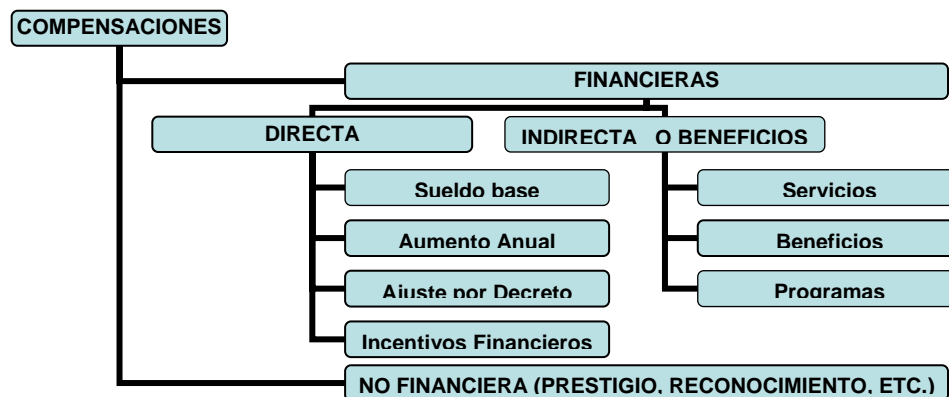 COMPENSACIONES
FINANCIERAS
DIRECTA
INDIRECTA O BENEFICIOS
Sueldo base
Servicios
Aumento Anual
Beneficios
Ajuste por Decreto
Programas
Incentivos Financieros
NO FINANCIERA (PRESTIGIO, RECONOCIMIENTO, ETC.)